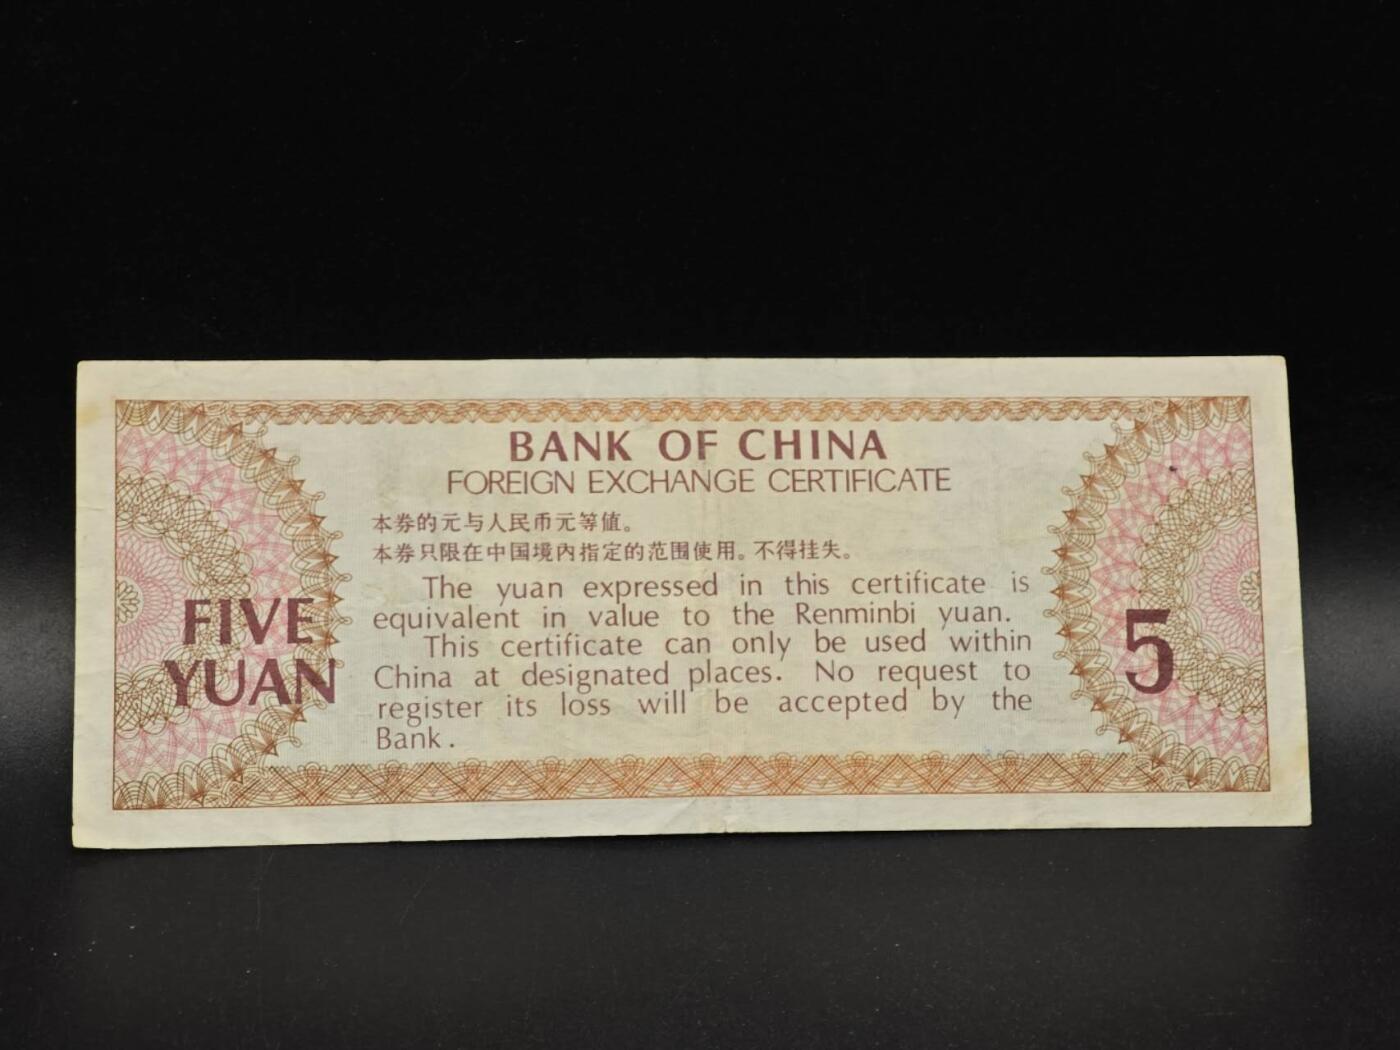 BANK OF CHINA
FOREIGN EXCHANGE CERTIFICATE
本券的元与人民币元等值。
本券只限在中国境内指定的范围使用。不得挂失。
The yuan expressed in this certificate is
equivalent in value to the Renminbi yuan.
This certificate can only be used within
China at designated places. No request to
register its loss will be accepted by the
Bank.
FIVE
YUAN
5